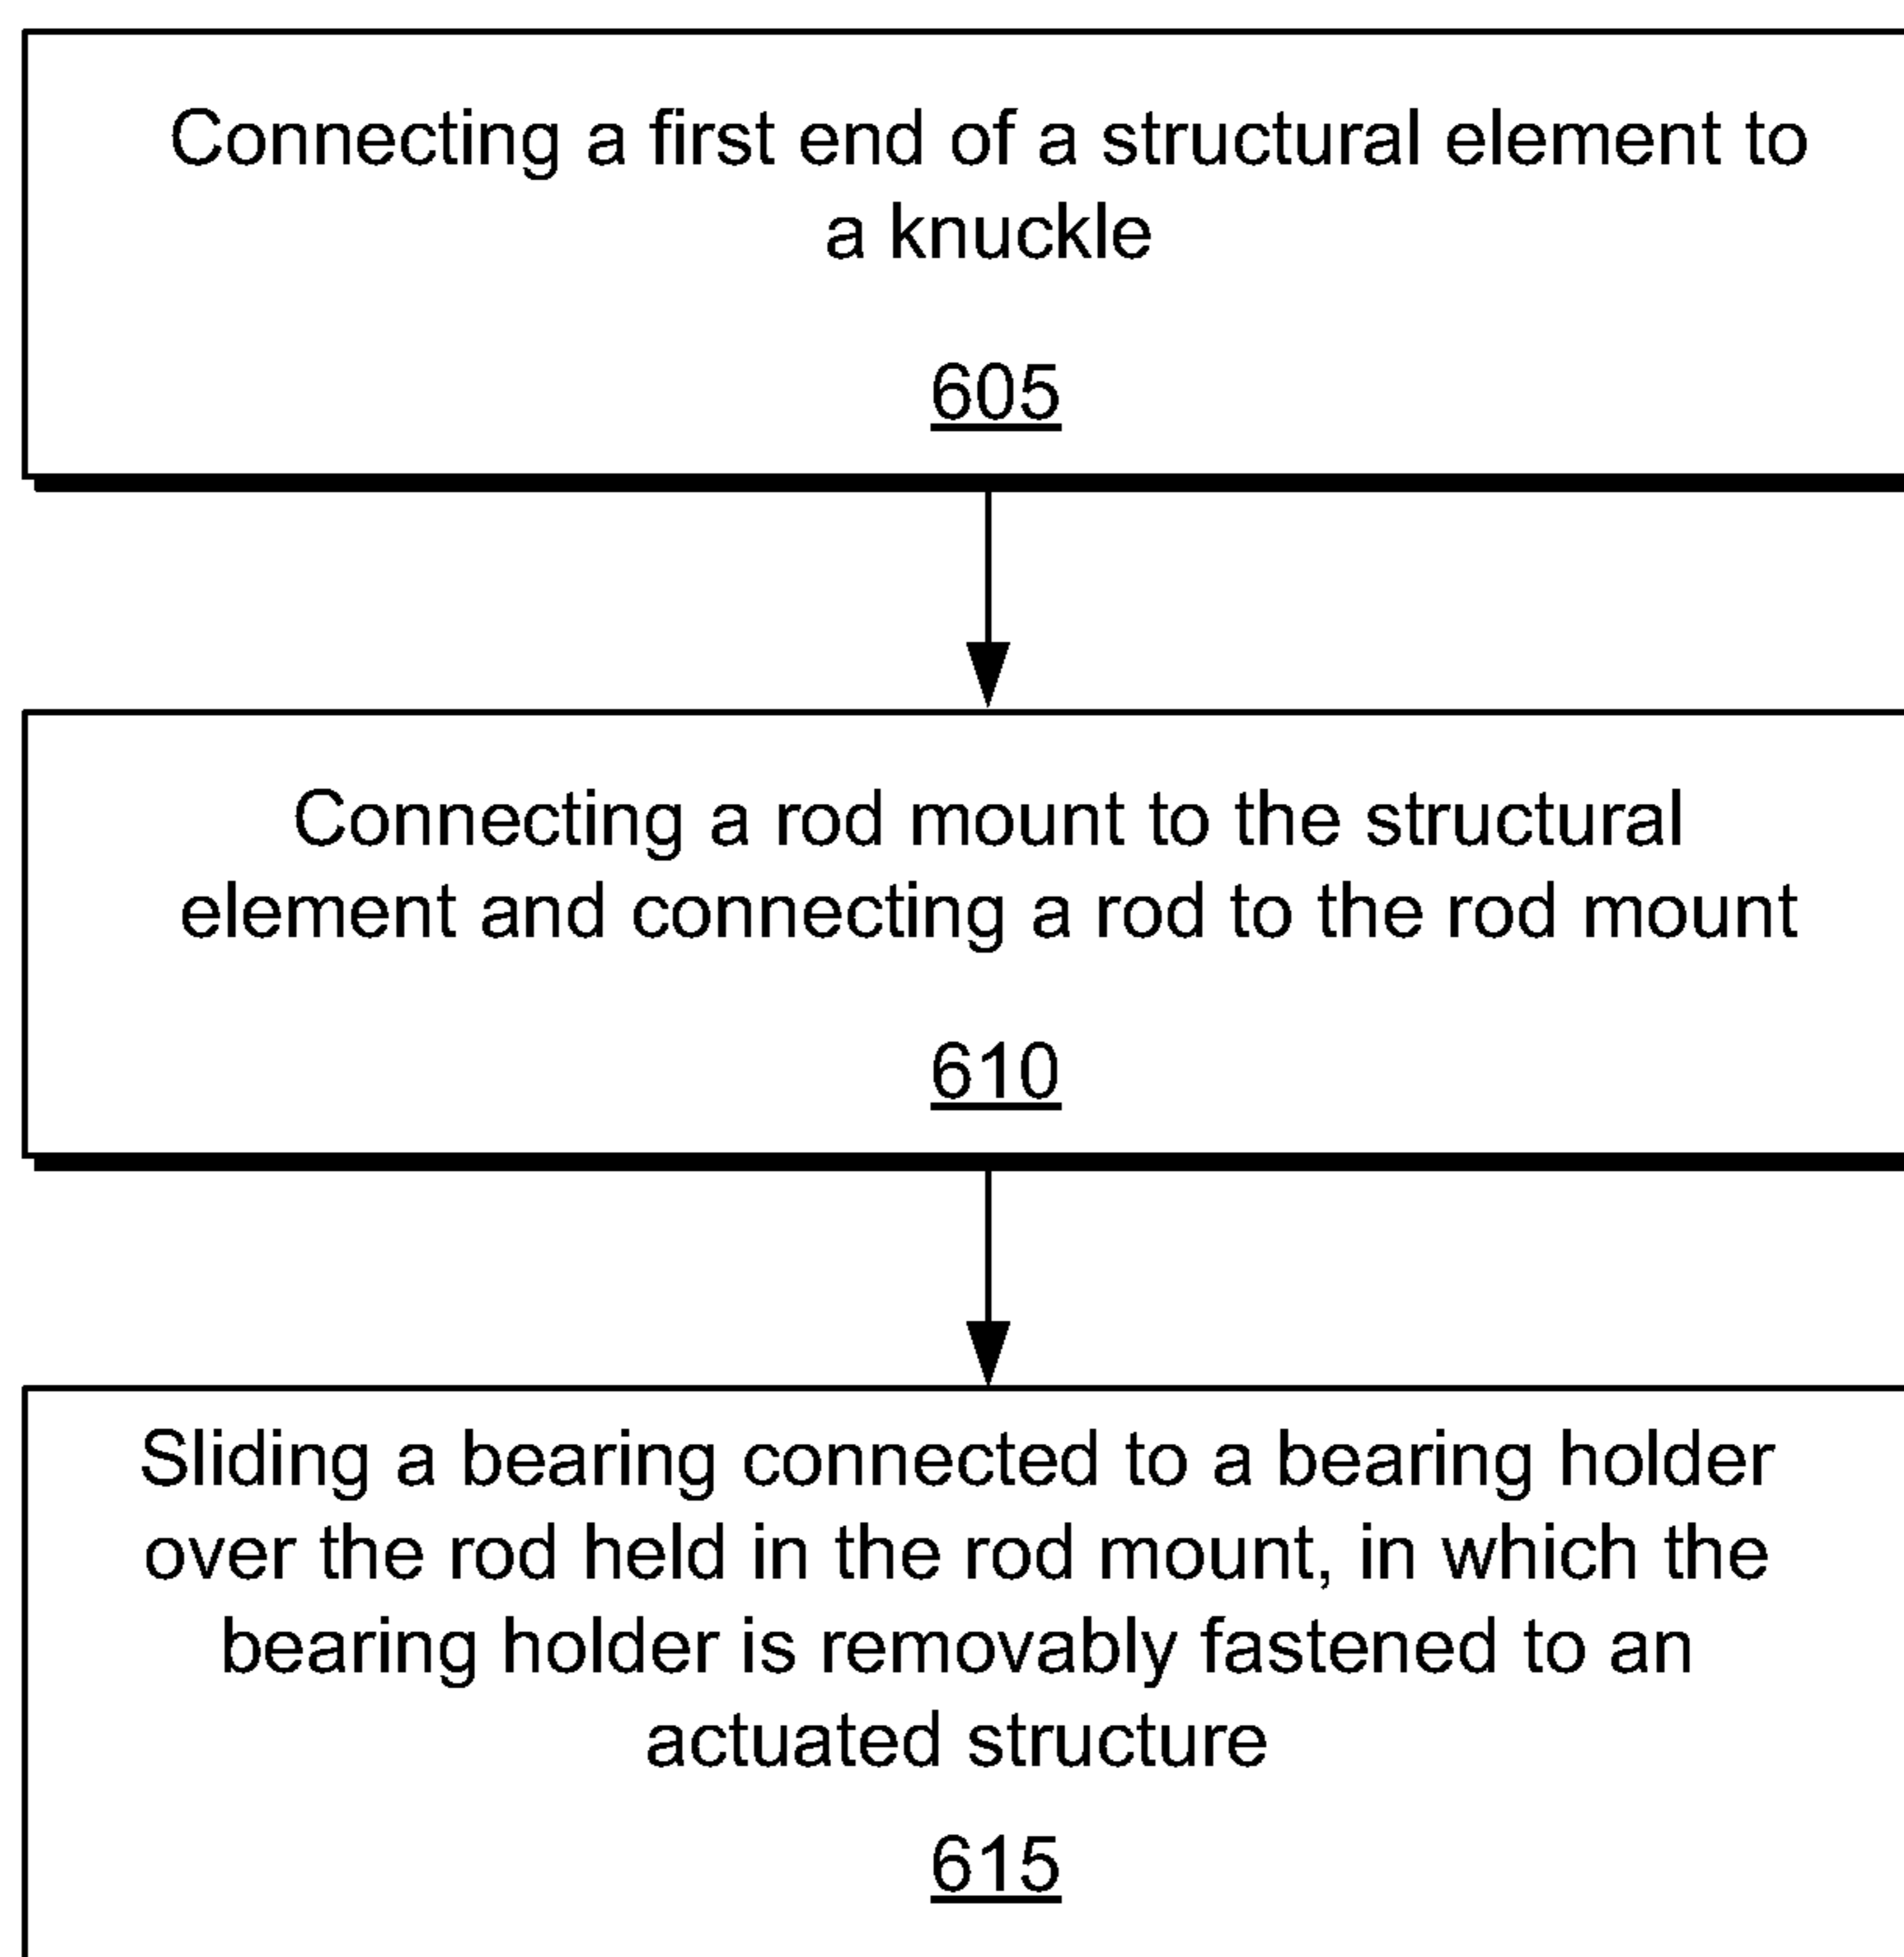 Connecting a first end of a structural element to
a knuckle
605
Connecting a rod mount to the structural
element and connecting a rod to the rod mount
610
Sliding a bearing connected to a bearing holder
over the rod held in the rod mount, in which the
bearing holder is removably fastened to an
actuated structure
615